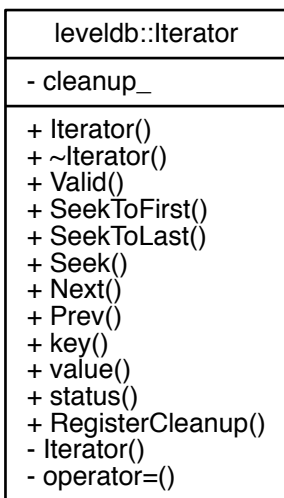 leveldb::Iterator
- cleanup_
+ Iterator()
+ ~Iterator()
+ Valid()
+ SeekToFirst()
+ SeekToLast()
+ Seek()
+ Next()
+ Prev()
+ key()
+ value()
+ status()
+ RegisterCleanup()
- Iterator()
- operator=()